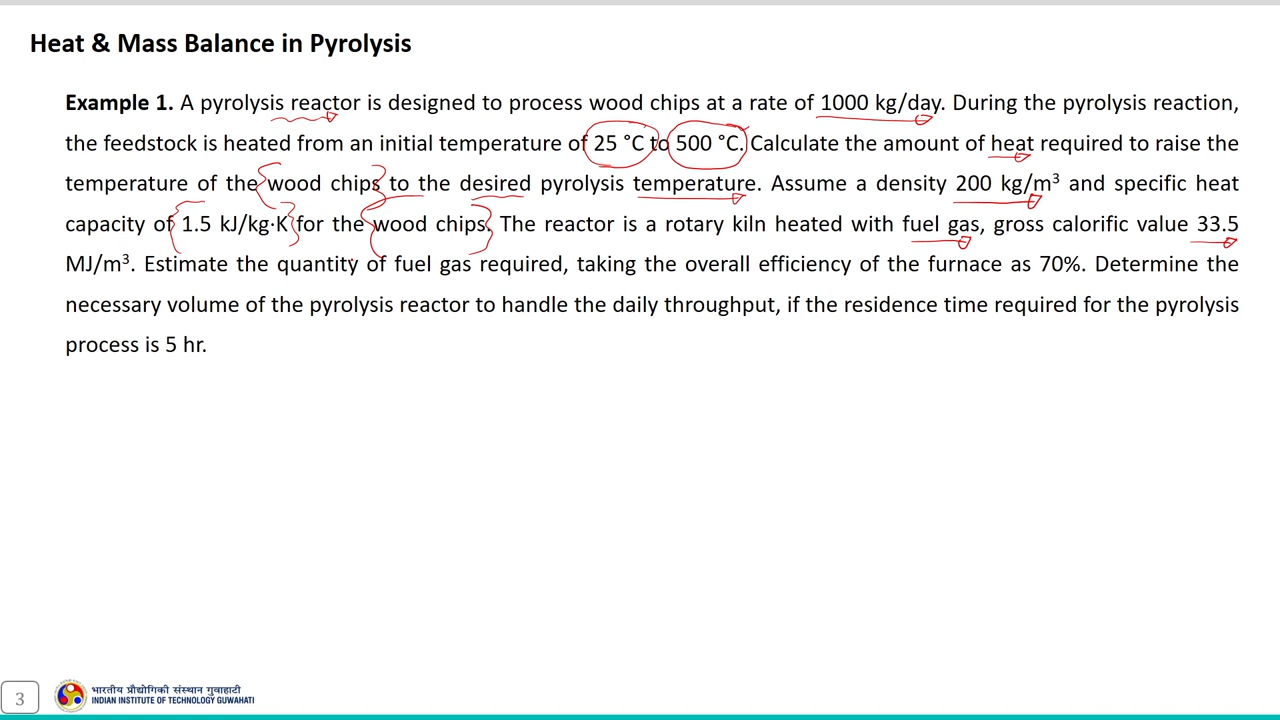 Heat & Mass Balance in Pyrolysis
Example 1. A pyrolysis reactor is designed to process wood chips at a rate of 1000 kg/day. During the pyrolysis reaction,
the feedstock is heated from an initial temperature of 25 °C to 500 °C. Calculate the amount of heat required to raise the
temperature of the wood chips to the desired pyrolysis temperature. Assume a density 200 kg/m³ and specific heat
capacity of 1.5 kJ/kg·K for the wood chips. The reactor is a rotary kiln heated with fuel gas, gross calorific value 33.5
MJ/m³. Estimate the quantity of fuel gas required, taking the overall efficiency of the furnace as 70%. Determine the
necessary volume of the pyrolysis reactor to handle the daily throughput, if the residence time required for the pyrolysis
process is 5 hr.
3
भारतीय प्रौद्योगिकी संस्थान गुवाहाटी
INDIAN INSTITUTE OF TECHNOLOGY GUWAHATI